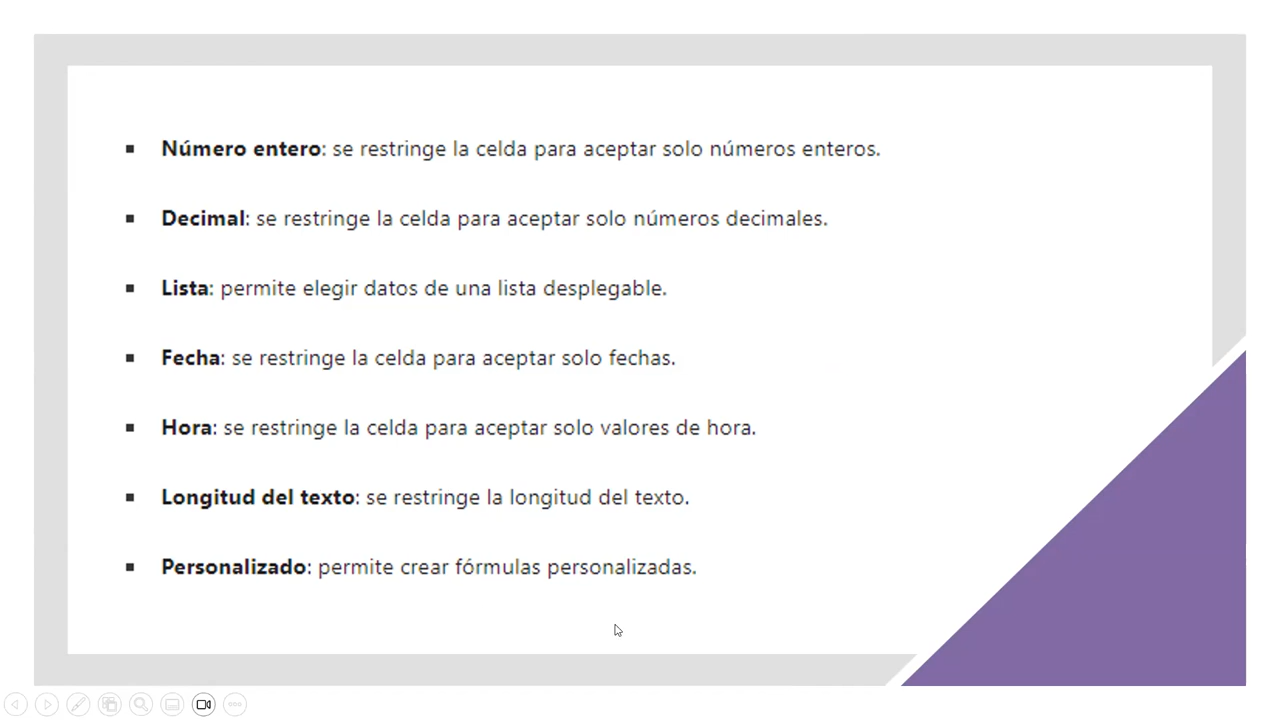 ▪ Número entero: se restringe la celda para aceptar solo números enteros.
▪ Decimal: se restringe la celda para aceptar solo números decimales.
▪ Lista: permite elegir datos de una lista desplegable.
▪ Fecha: se restringe la celda para aceptar solo fechas.
▪ Hora: se restringe la celda para aceptar solo valores de hora.
▪ Longitud del texto: se restringe la longitud del texto.
▪ Personalizado: permite crear fórmulas personalizadas.